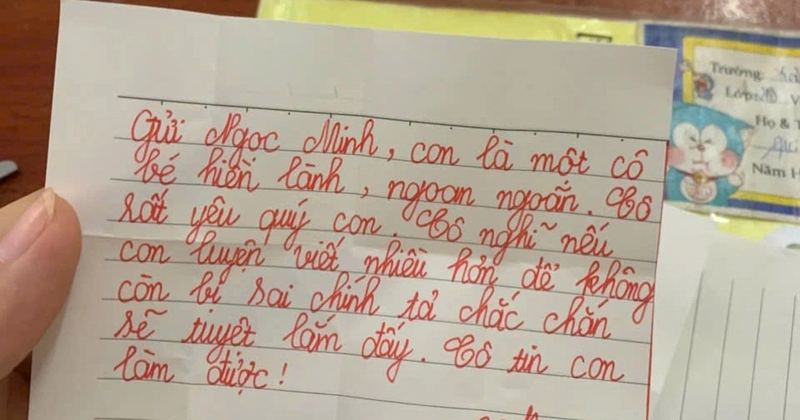 Gửi Ngọc Minh, con là một cô
bé hiền lành, ngoan ngoãn. Cô
rất yêu quý con. Cô nghĩ nếu
con luyện viết nhiều hơn để không
còn bị sai chính tả chắc chắn
sẽ tuyệt lắm đấy. Cô tin con
làm được!
Trường:
Lớp:
Họ &
Năm H